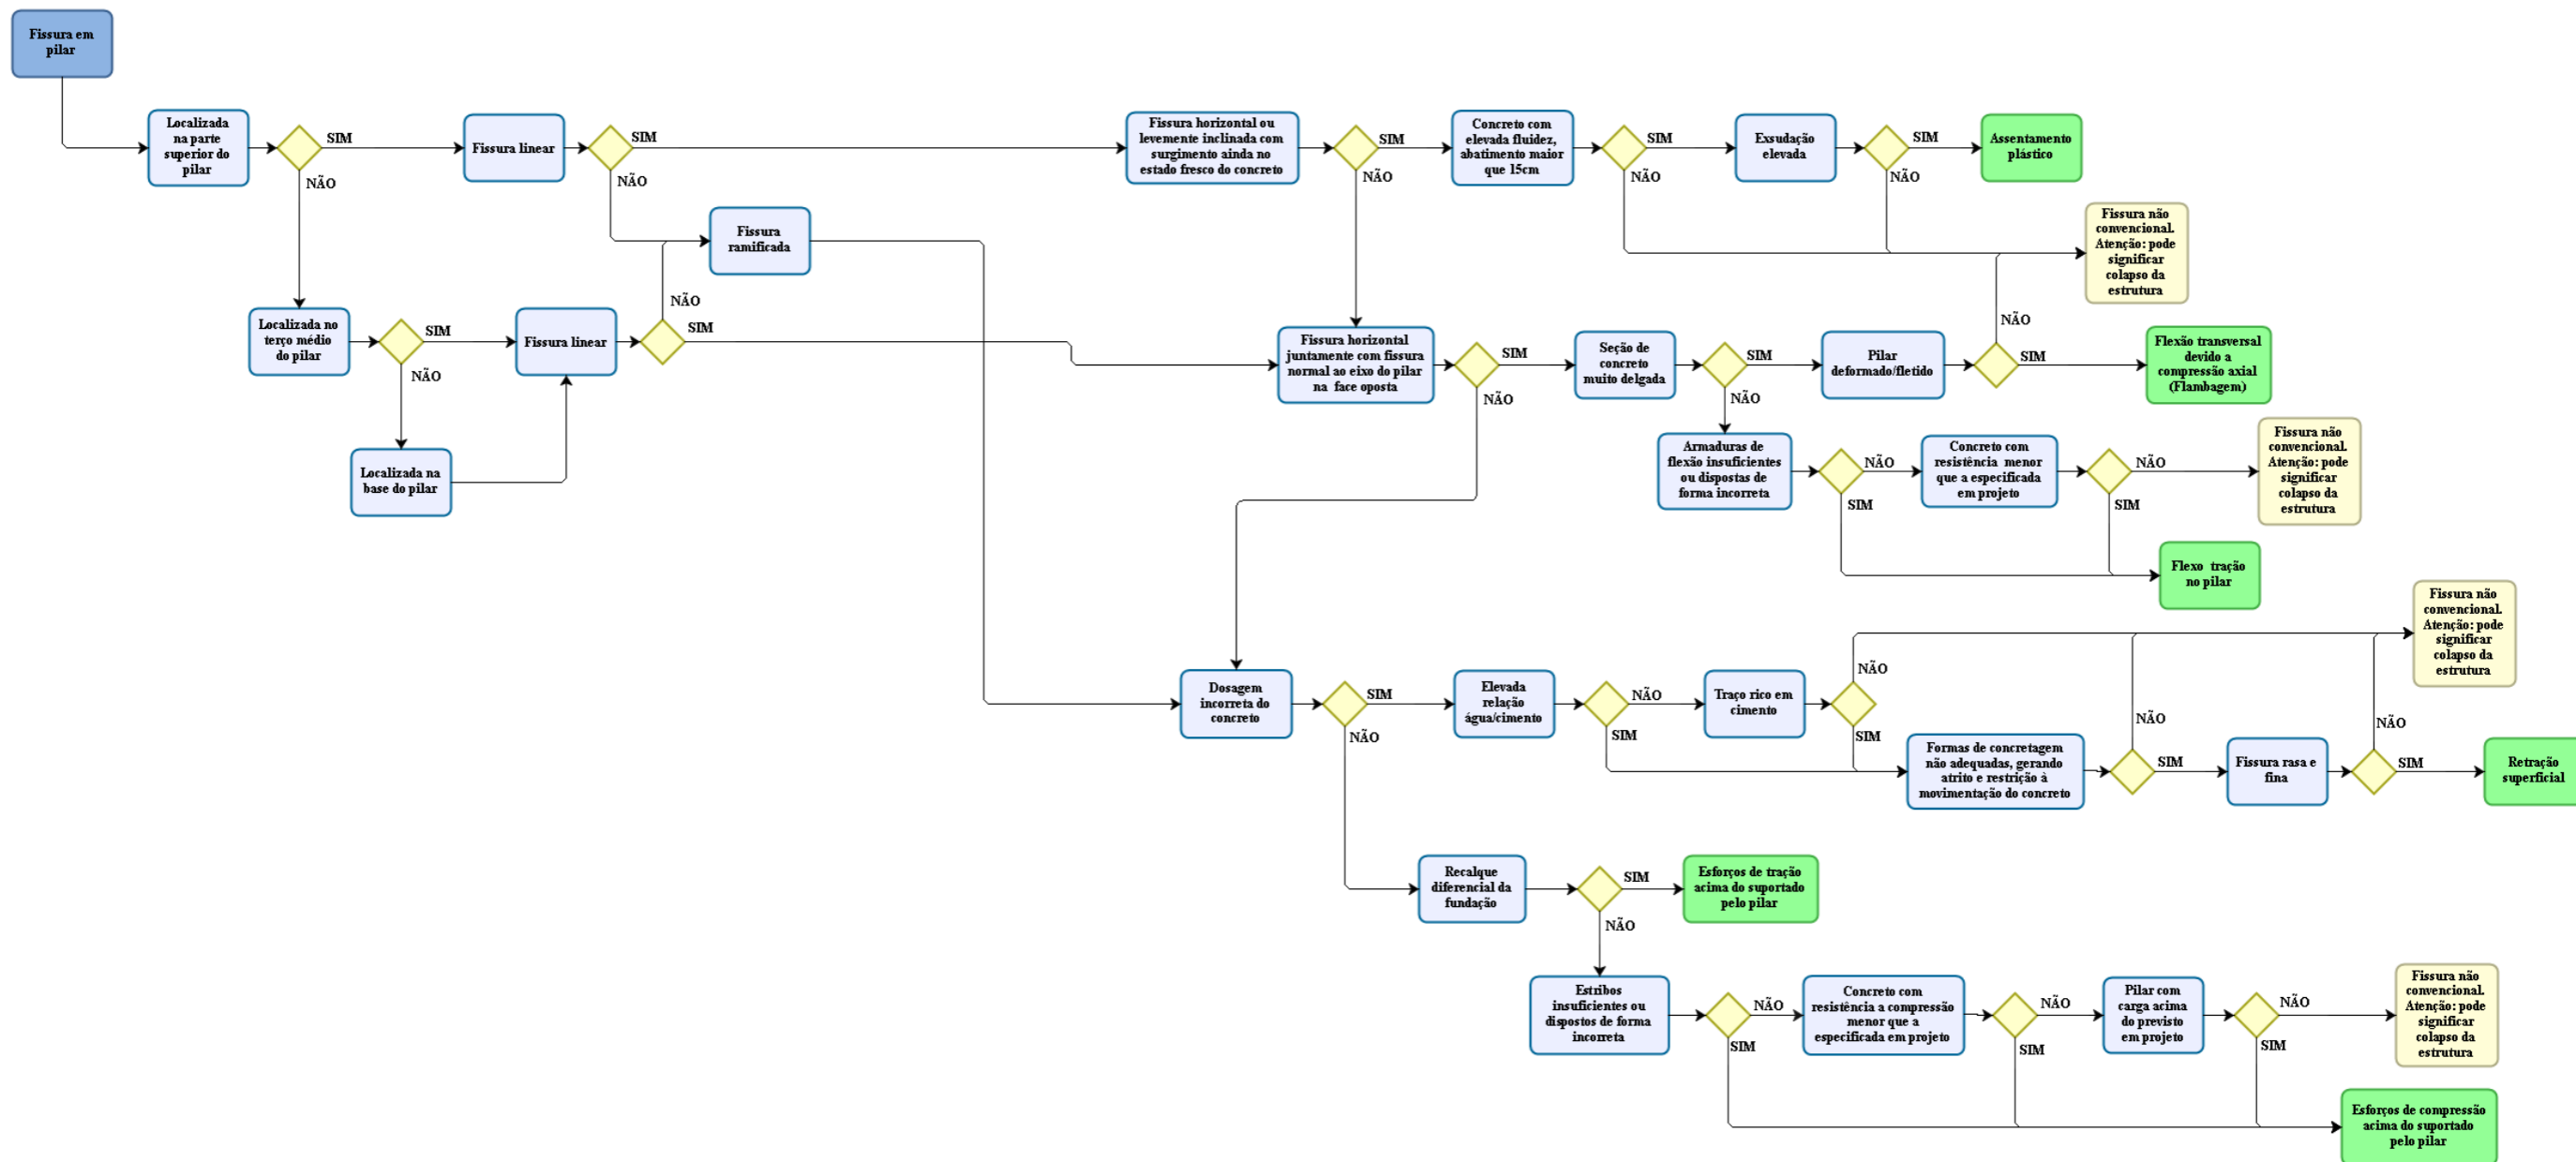 Fissura em
pilar
Localizada
na parte
superior do
pilar
SIM
NÃO
Fissura linear
SIM
NÃO
Fissura horizontal ou
levemente inclinada com
surgimento ainda no
estado fresco do concreto
SIM
NÃO
Concreto com
elevada fluidez,
abatimento maior
que 15cm
SIM
NÃO
Exsudação
elevada
SIM
NÃO
Assentamento
plástico
Fissura
ramificada
Fissura não
convencional.
Atenção: pode
significar
colapso da
estrutura
Localizada no
terço médio
do pilar
SIM
NÃO
Fissura linear
NÃO
SIM
Localizada na
base do pilar
Fissura horizontal
juntamente com fissura
normal ao eixo do pilar
na face oposta
SIM
NÃO
Seção de
concreto
muito delgada
SIM
NÃO
Pilar
deformado/fletido
NÃO
SIM
Flexão transversal
devido a
compressão axial
(Flambagem)
Armaduras de
flexão insuficientes
ou dispostas de
forma incorreta
NÃO
SIM
Concreto com
resistência menor
que a especificada
em projeto
NÃO
SIM
Fissura não
convencional.
Atenção: pode
significar
colapso da
estrutura
Flexo tração
no pilar
Dosagem
incorreta do
concreto
SIM
NÃO
Elevada
relação
água/cimento
NÃO
SIM
Traço rico em
cimento
NÃO
SIM
Fissura não
convencional.
Atenção: pode
significar
colapso da
estrutura
Formas de concretagem
não adequadas, gerando
atrito e restrição à
movimentação do concreto
NÃO
SIM
Fissura rasa e
fina
NÃO
SIM
Retração
superficial
Recalque
diferencial da
fundação
SIM
NÃO
Esforços de tração
acima do suportado
pelo pilar
Estribos
insuficientes ou
dispostos de forma
incorreta
NÃO
SIM
Concreto com
resistência a compressão
menor que a
especificada em projeto
NÃO
SIM
Pilar com
carga acima
do previsto
em projeto
NÃO
SIM
Fissura não
convencional.
Atenção: pode
significar
colapso da
estrutura
Esforços de compressão
acima do suportado
pelo pilar